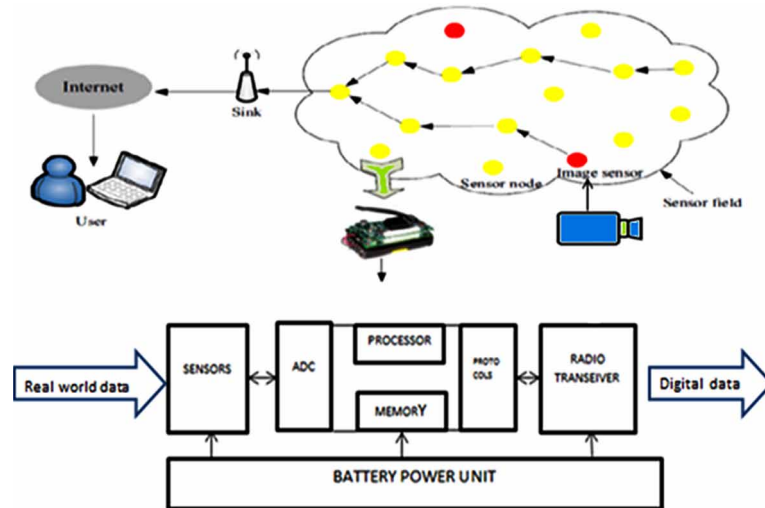 Internet
Sink
User
Sensor node
Image sensor
Sensor field
Real world data
SENSORS
ADC
PROCESSOR
MEMORY
PROTO
COLS
RADIO
TRANSEIVER
Digital data
BATTERY POWER UNIT